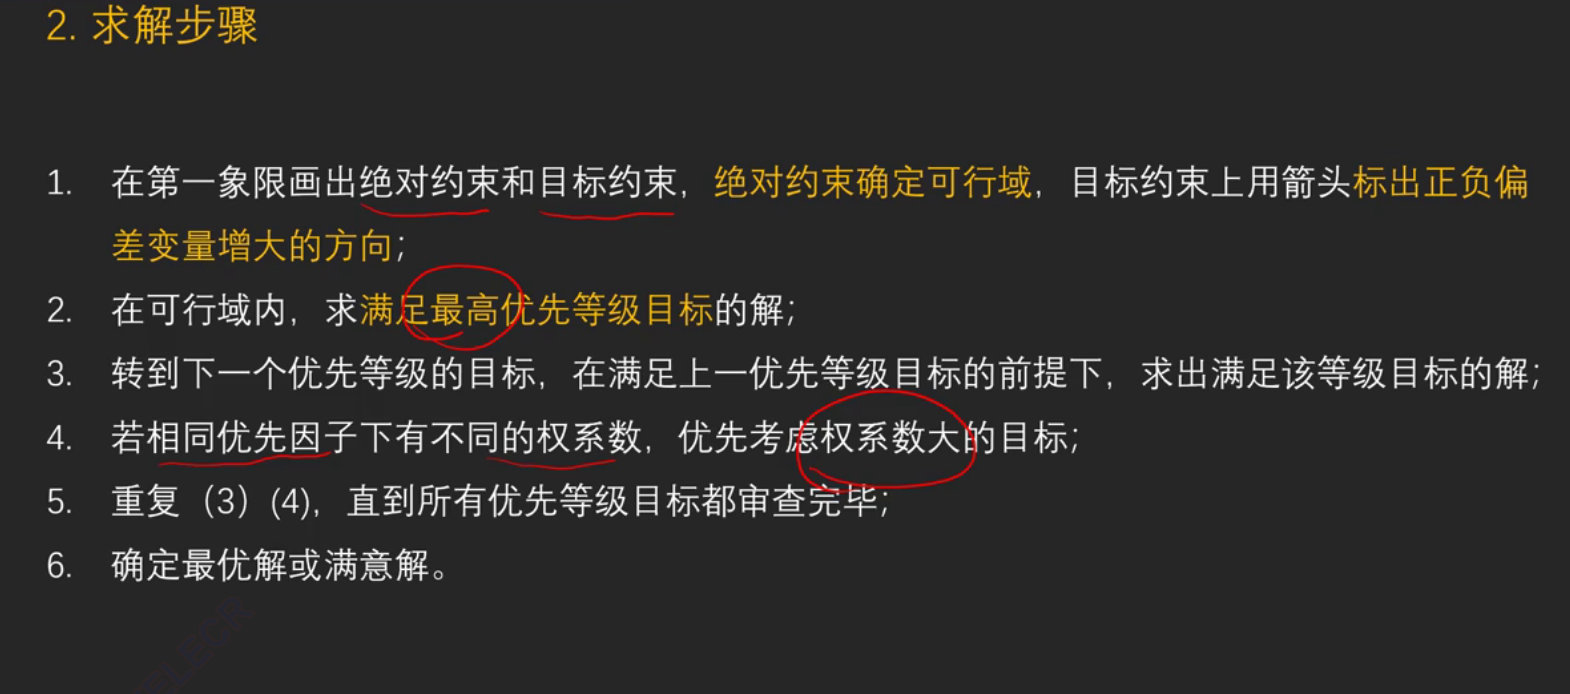 2. 求解步骤
1. 在第一象限画出绝对约束和目标约束，绝对约束确定可行域，目标约束上用箭头标出正负偏
差变量增大的方向；
2. 在可行域内，求满足最高优先等级目标的解；
3. 转到下一个优先等级的目标，在满足上一优先等级目标的前提下，求出满足该等级目标的解；
4. 若相同优先因子下有不同的权系数，优先考虑权系数大的目标；
5. 重复（3）(4)，直到所有优先等级目标都审查完毕；
6. 确定最优解或满意解。